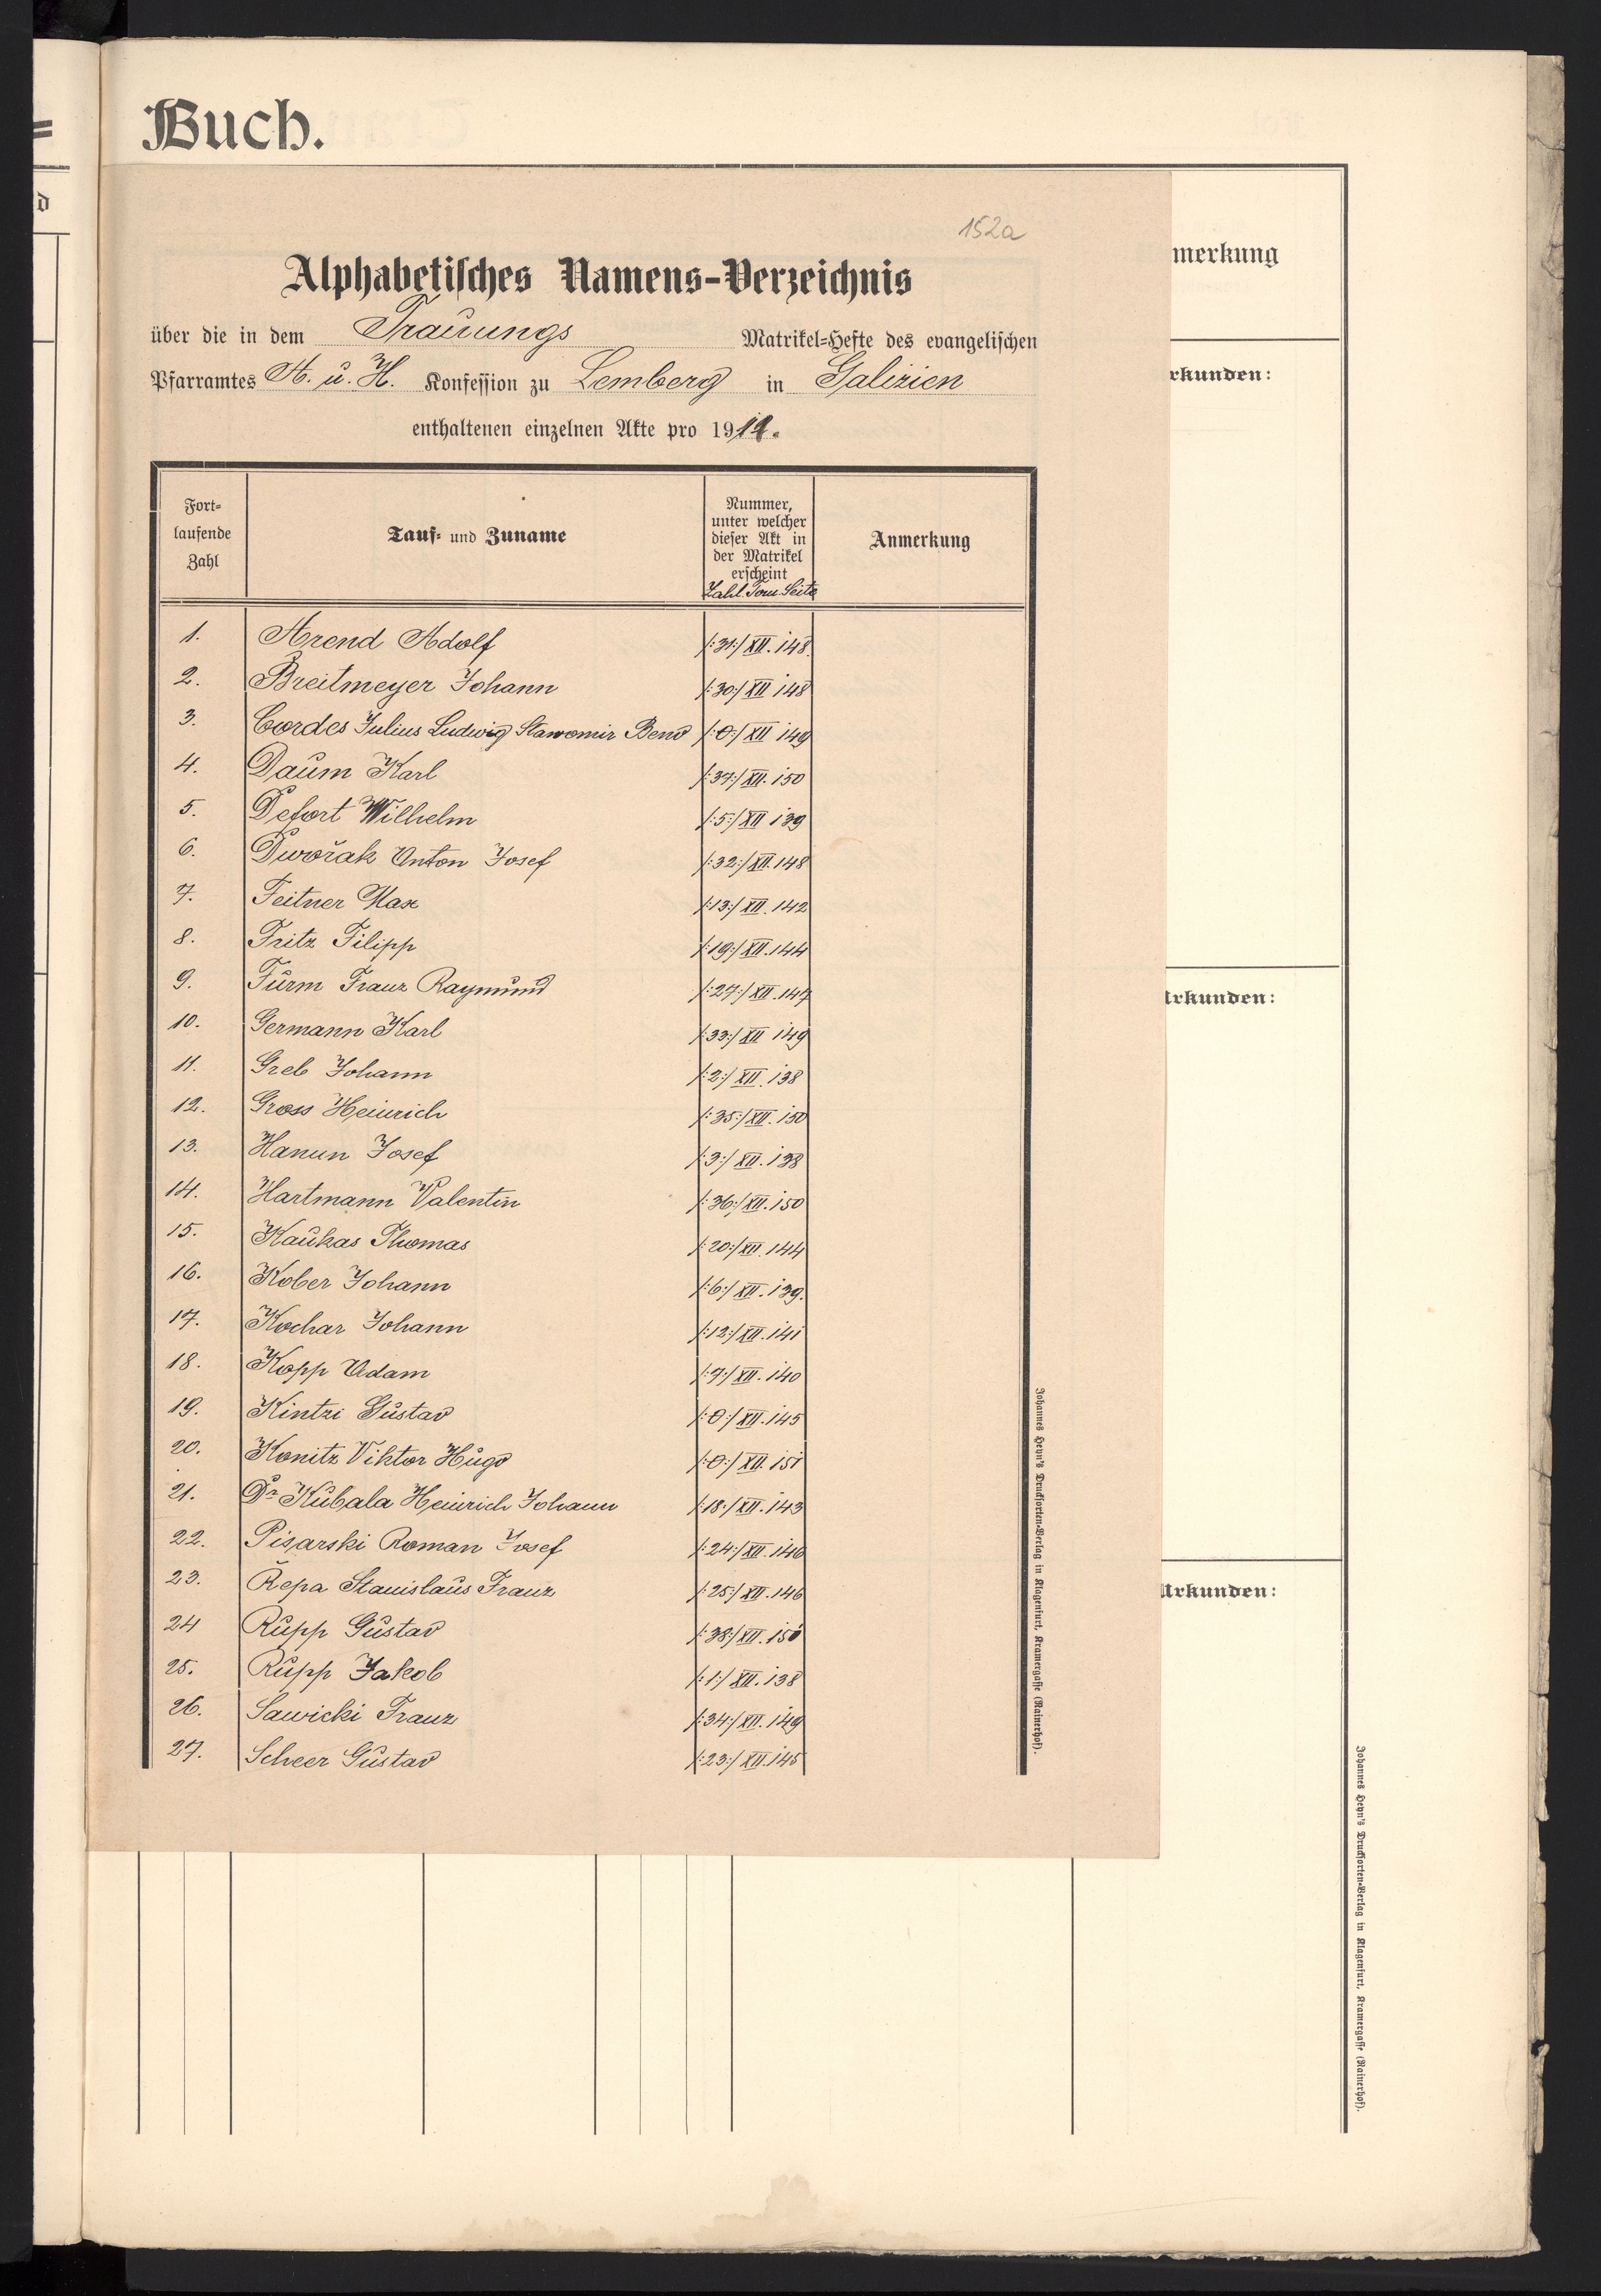 Buch.
152a
Alphabetisches Namens-Verzeichnis
über die in dem Trauungs Matrikel-Hefte des evangelischen
Pfarramtes A. u. H. Konfession zu Lemberg in Galizien
enthaltenen einzelnen Akte pro 19
Fort-
laufende
Zahl
Tauf- und Zuname
Nummer,
unter welcher
dieser Akt in
der Matrikel
erscheint
Zahl. Tom. Seite
Anmerkung
1. Arend Adolf /:31:/ XII. 148.
2. Breitmeyer Johann /:30:/ XII 148
3. Cordes Julius Ludwig Slawomir Beno /:0:/ XII 149
4. Daum Karl /:37:/ XII. 150
5. Defort Wilhelm /:5:/ XII 139
6. Dwořak Anton Josef /:32:/ XII. 148
7. Feitner Max /:13:/ XII. 142
8. Fritz Filipp /:19:/ XII. 144
9. Furm Franz Raymund /:27:/ XII. 147
10. Germann Karl /:33:/ XII 149
11. Greb Johann /:2:/ XII. 138
12. Gross Heinrich /:35:/ XII. 150
13. Hanun Josef /:3:/ XII. 138
14. Hartmann Valentin /:36:/ XII. 150
15. Kaukas Thomas /:20:/ XII. 144
16. Kober Johann /:6:/ XII. 139.
17. Kochar Johann /:12:/ XII. 141
18. Kopp Adam /:7:/ XII. 140
19. Kintzi Gustav /:0:/ XII. 145
20. Konitz Viktor Hugo /:0:/ XII. 151
21. Dr Kubala Heinrich Johann /:18:/ XII. 143
22. Pisarski Roman Josef /:24:/ XII. 146
23. Řepa Stanislaus Franz /:25:/ XII. 146
24 Rupp Gustav /:38:/ XII.
25. Rupp Jakob /:1:/ XII. 138
26. Sawicki Franz /:34:/ XII. 149
27. Scheer Gustav /:23:/ XII. 145
Johannes Heyn's Drucksorten-Verlag in Klagenfurt, Kramergasse (Rainerhof).
d
nmerkung
rkunden:
Urkunden:
Urkunden:
Johannes Heyn's Drucksorten-Verlag in Klagenfurt, Kramergasse (Rainerhof).